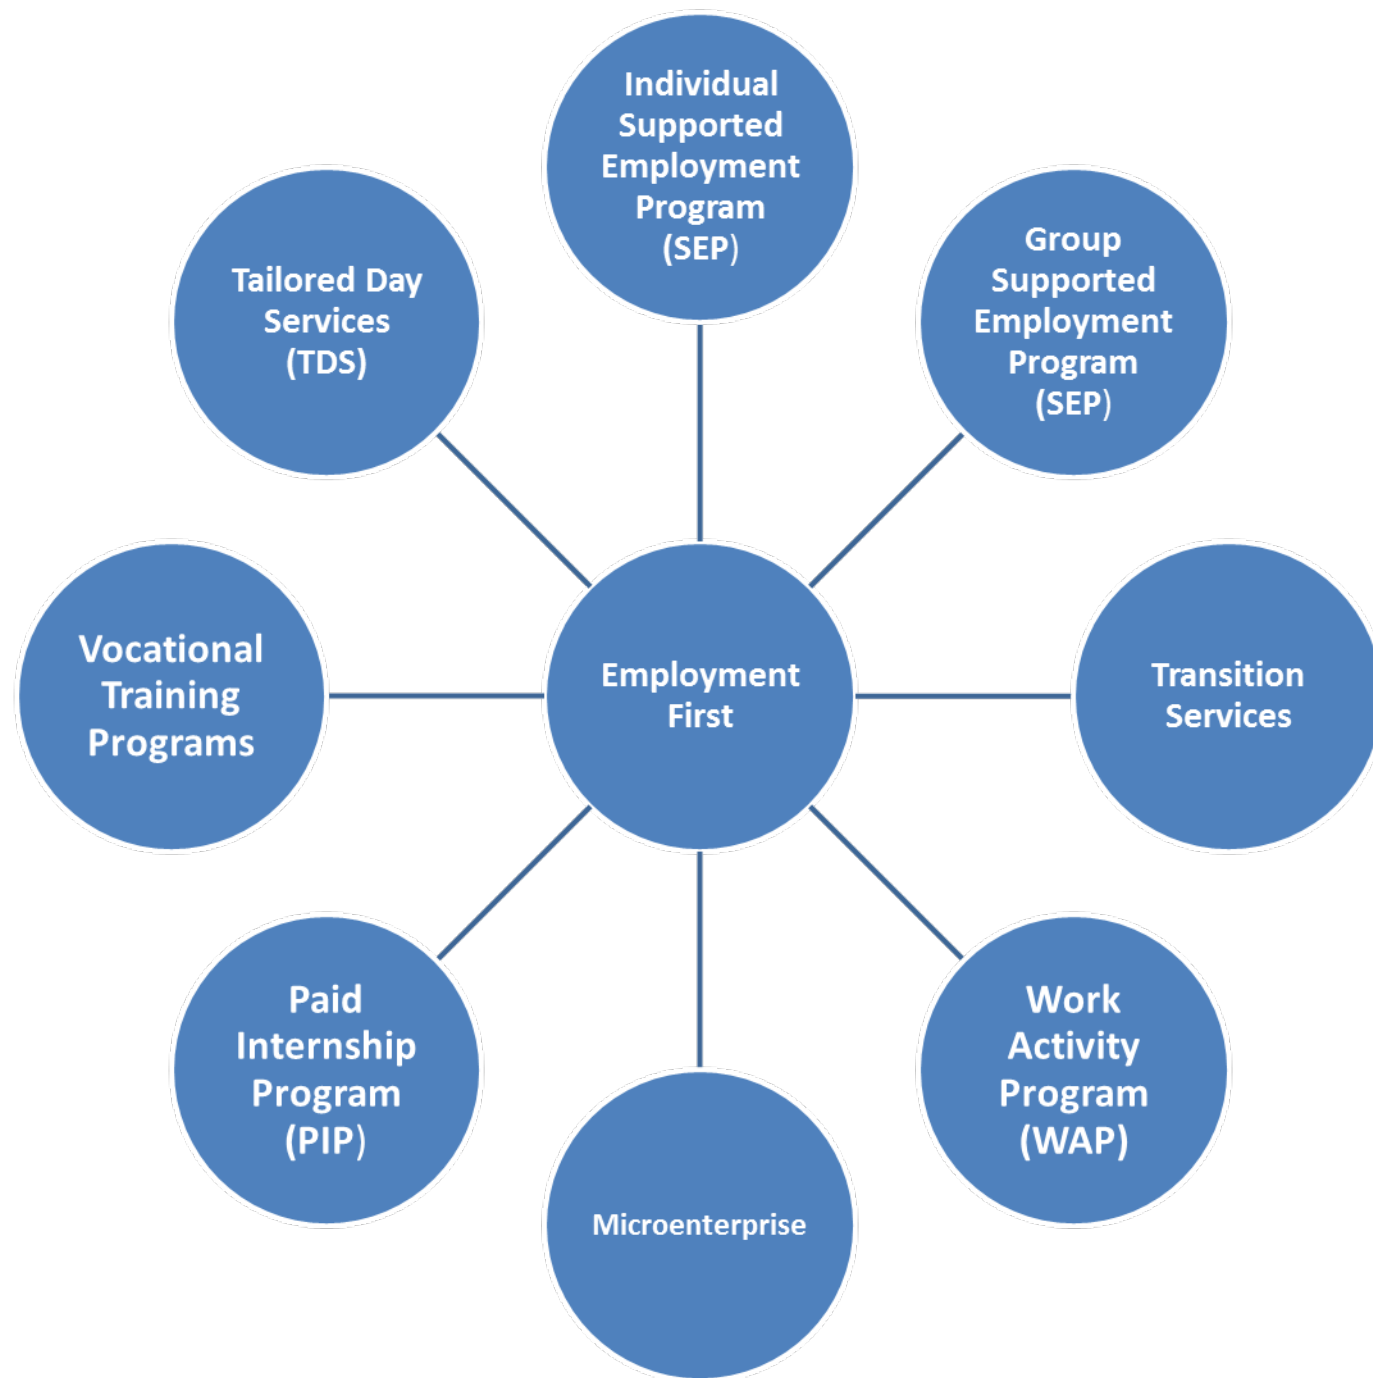 Individual
Supported
Employment
Program
(SEP)
Group
Supported
Employment
Program
(SEP)
Tailored Day
Services
(TDS)
Vocational
Training
Programs
Employment
First
Transition
Services
Paid
Internship
Program
(PIP)
Work
Activity
Program
(WAP)
Microenterprise